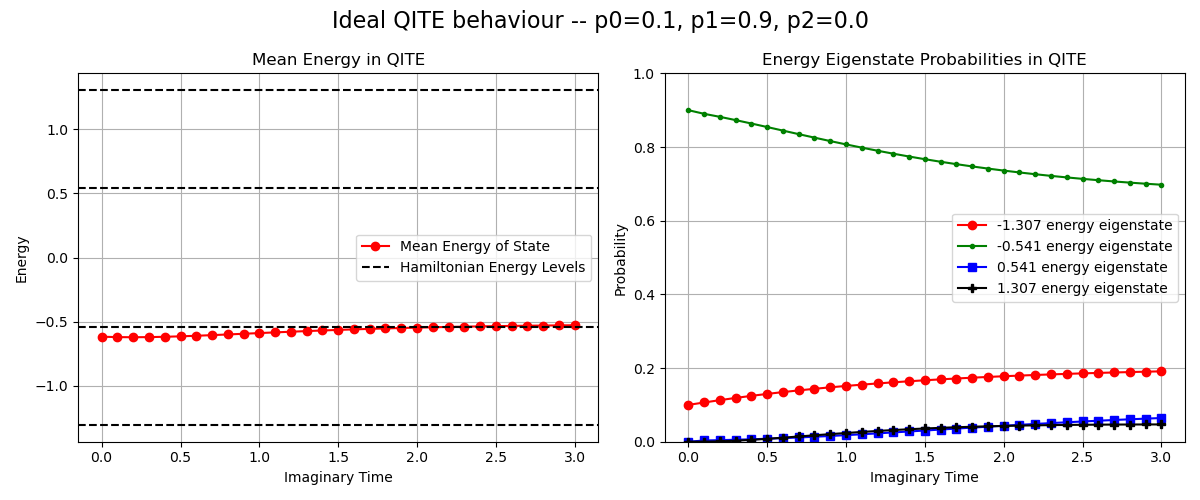 Ideal QITE behaviour -- p0=0.1, p1=0.9, p2=0.0
Mean Energy in QITE
Energy
1.0
0.5
0.0
−0.5
−1.0
Mean Energy of State
Hamiltonian Energy Levels
0.0 0.5 1.0 1.5 2.0 2.5 3.0
Imaginary Time
Energy Eigenstate Probabilities in QITE
Probability
1.0
0.8
0.6
0.4
0.2
0.0
-1.307 energy eigenstate
-0.541 energy eigenstate
0.541 energy eigenstate
1.307 energy eigenstate
0.0 0.5 1.0 1.5 2.0 2.5 3.0
Imaginary Time